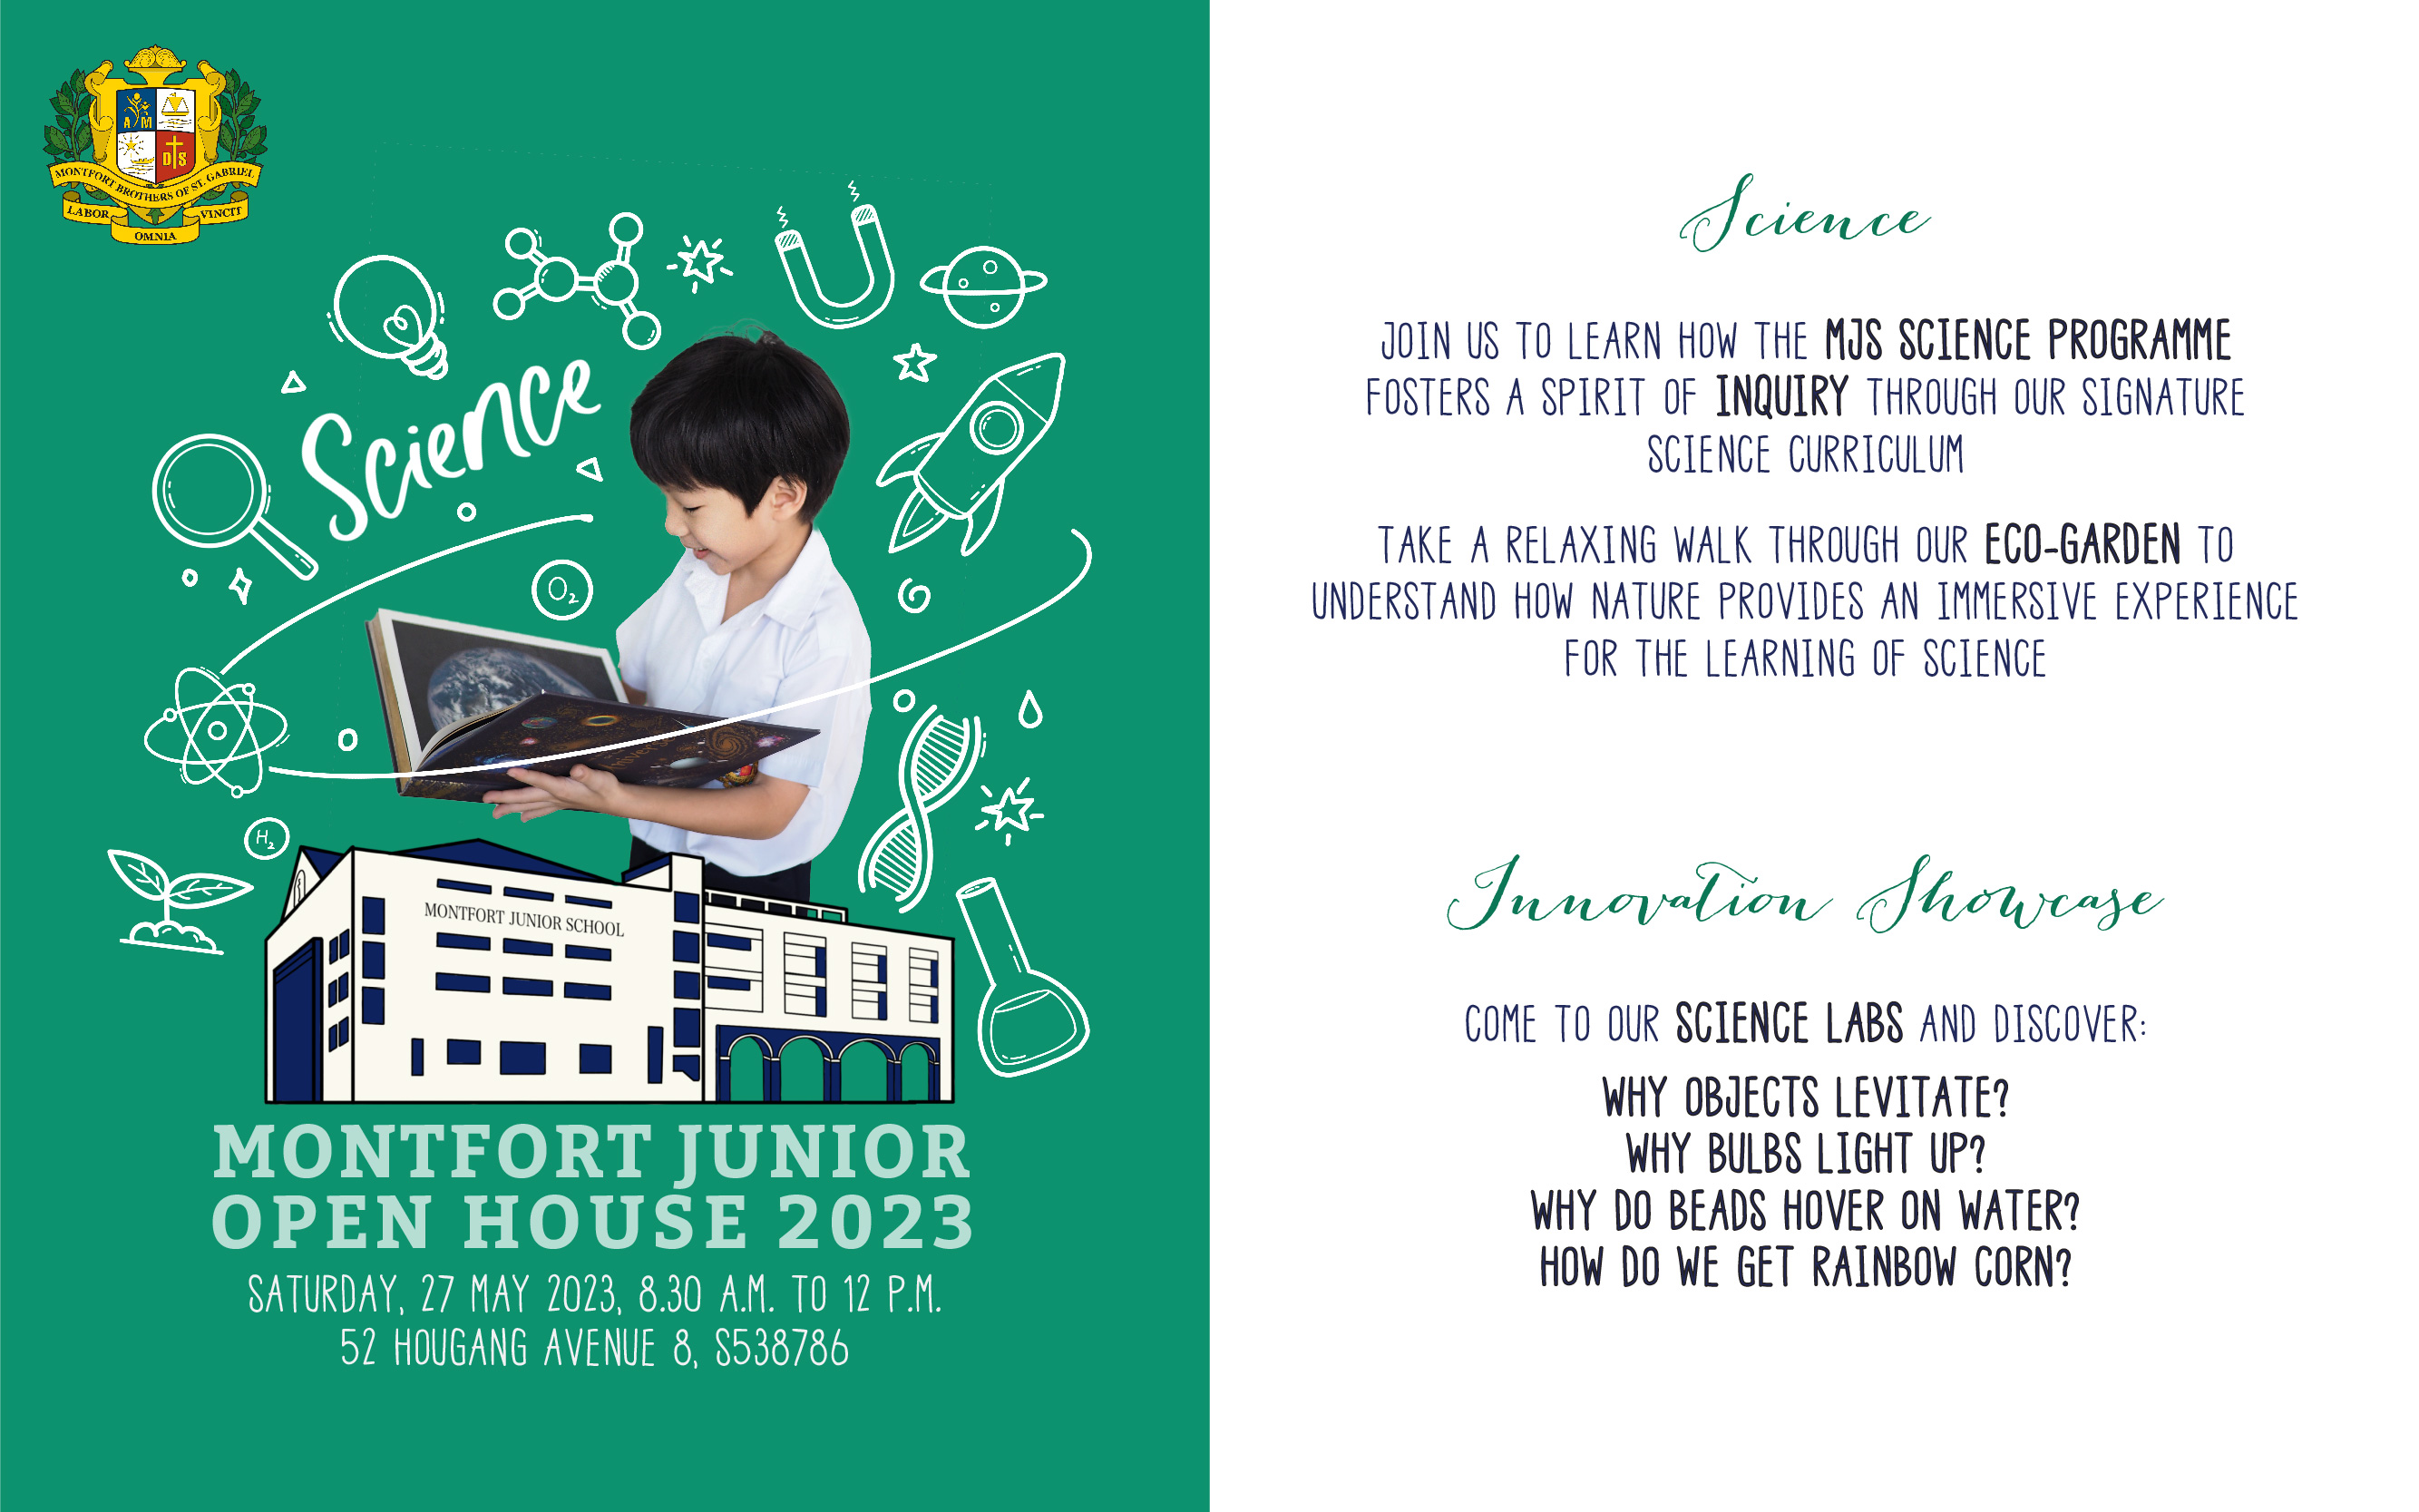 A M
D S
MONTFORT BROTHERS OF ST. GABRIEL
LABOR
OMNIA
VINCIT
Science
O2
H2
MONTFORT JUNIOR SCHOOL
MONTFORT JUNIOR
OPEN HOUSE 2023
SATURDAY, 27 MAY 2023, 8.30 A.M. TO 12 P.M.
52 HOUGANG AVENUE 8, S538786
Science
JOIN US TO LEARN HOW THE MJS SCIENCE PROGRAMME
FOSTERS A SPIRIT OF INQUIRY THROUGH OUR SIGNATURE
SCIENCE CURRICULUM
TAKE A RELAXING WALK THROUGH OUR ECO-GARDEN TO
UNDERSTAND HOW NATURE PROVIDES AN IMMERSIVE EXPERIENCE
FOR THE LEARNING OF SCIENCE
Innovation Showcase
COME TO OUR SCIENCE LABS AND DISCOVER:
WHY OBJECTS LEVITATE?
WHY BULBS LIGHT UP?
WHY DO BEADS HOVER ON WATER?
HOW DO WE GET RAINBOW CORN?